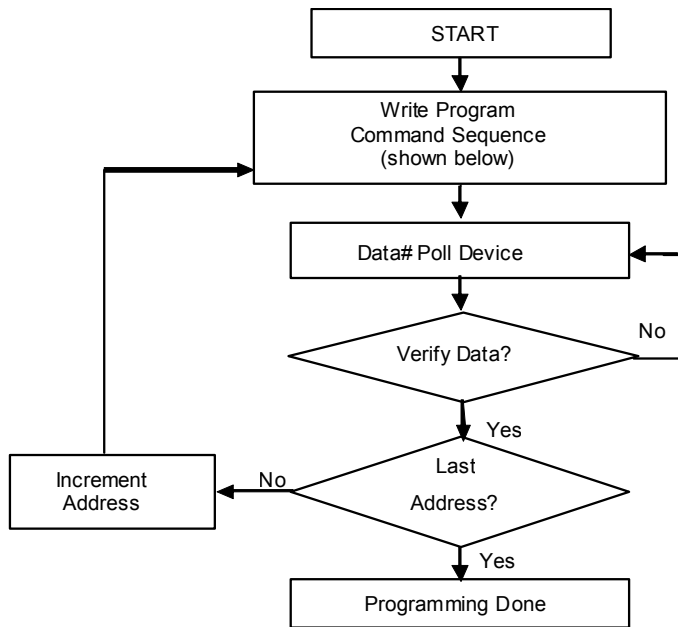 START
Write Program
Command Sequence
(shown below)
Data# Poll Device
Verify Data?
No
Yes
Last
Address?
No
Increment
Address
Yes
Programming Done